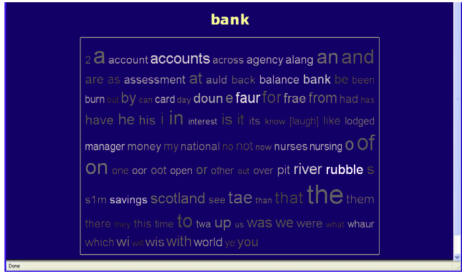 bank
2 a account accounts across agency alang an and
are as assessment at auld back balance bank be been
burn but by can card day doun e faur for frae from had has
have he his i in interest is it its know [laugh] like lodged
manager money my national no not now nurses nursing o of
on one oor oot open or other out over pit river rubble s
s1m savings scotland see tae than that the them
there they this time to twa up us was we were what whaur
which wi will wis with world ye you
Done